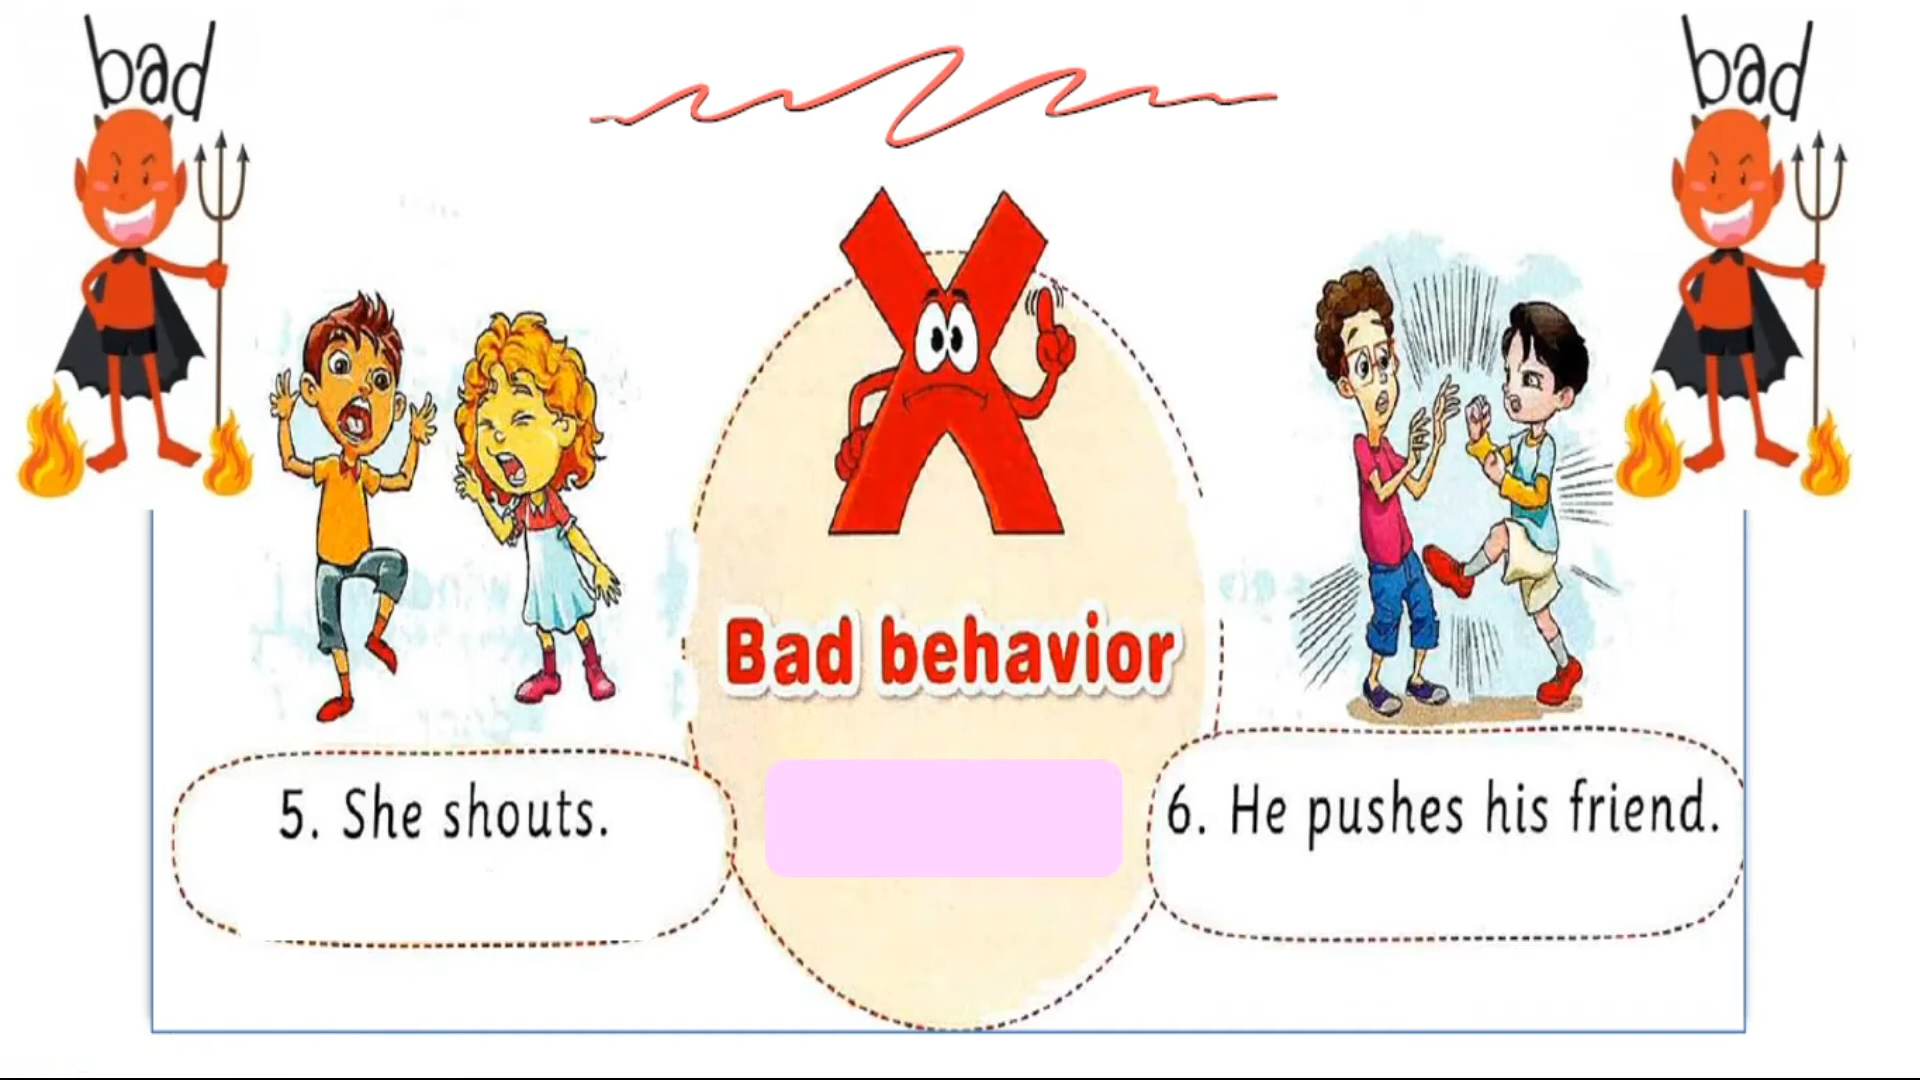 bad
bad
Bad behavior
5. She shouts.
6. He pushes his friend.